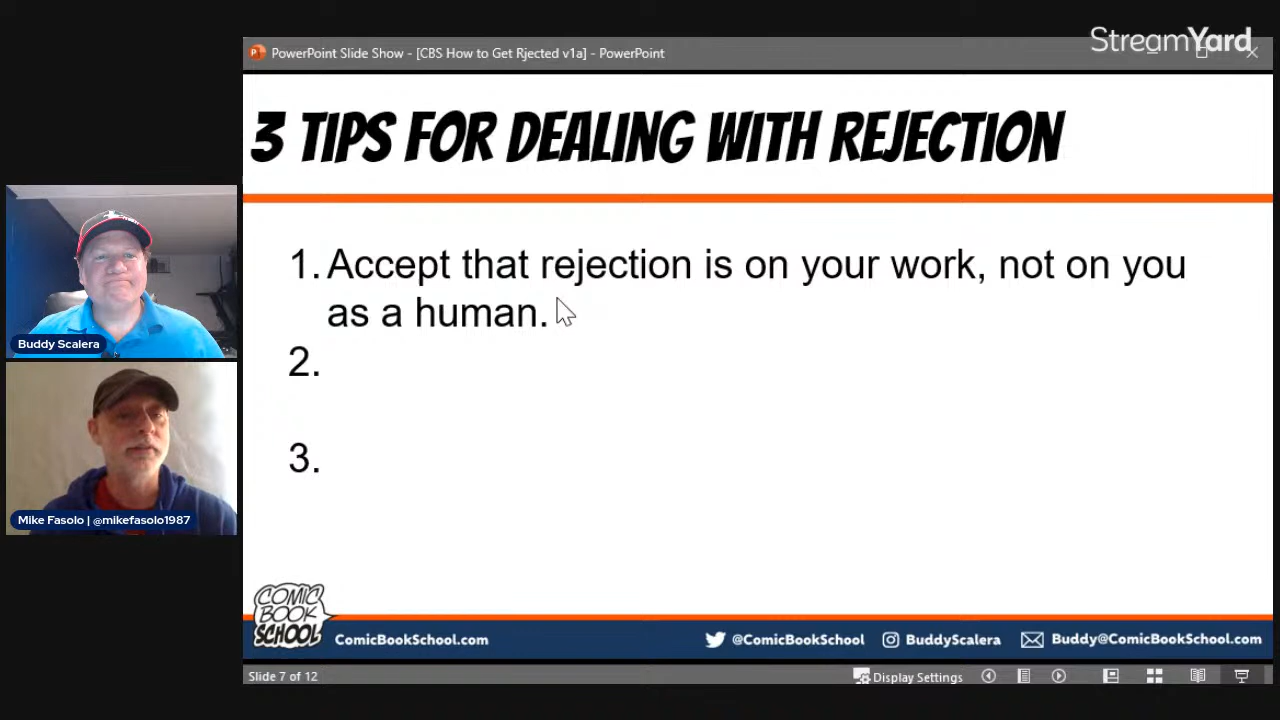 StreamYard
PowerPoint Slide Show - [CBS How to Get Rjected v1a] - PowerPoint
3 TIPS FOR DEALING WITH REJECTION
1. Accept that rejection is on your work, not on you
as a human.
2.
3.
Buddy Scalera
Mike Fasolo | @mikefasolo1987
COMIC
BOOK
SCHOOL
ComicBookSchool.com
@ComicBookSchool
BuddyScalera
Buddy@ComicBookSchool.com
Slide 7 of 12
Display Settings